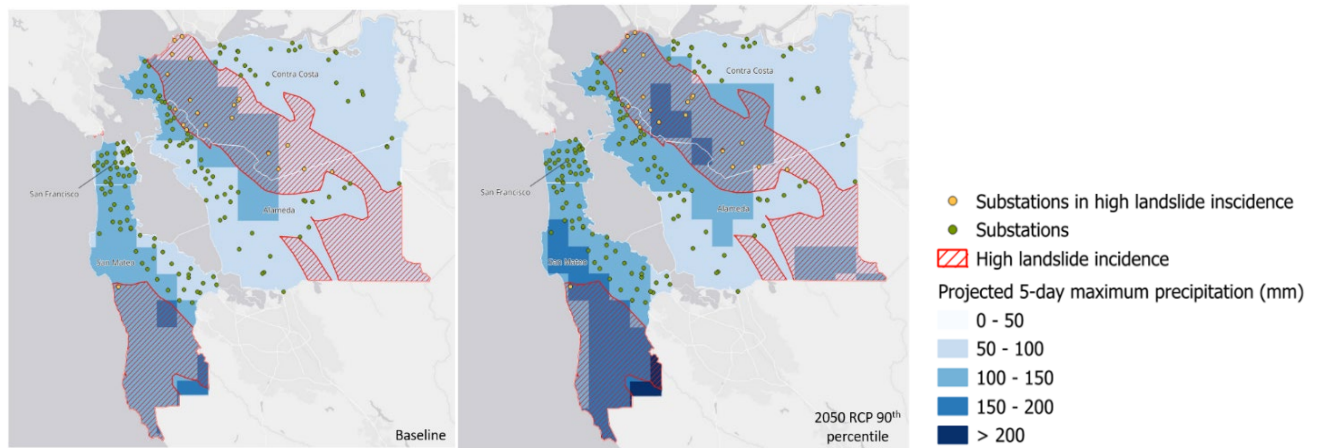 Contra Costa
San Francisco
Alameda
San Mateo
Baseline
Contra Costa
San Francisco
Alameda
San Mateo
2050 RCP 90th
percentile
Substations in high landslide inscidence
Substations
High landslide incidence
Projected 5-day maximum precipitation (mm)
0 - 50
50 - 100
100 - 150
150 - 200
> 200